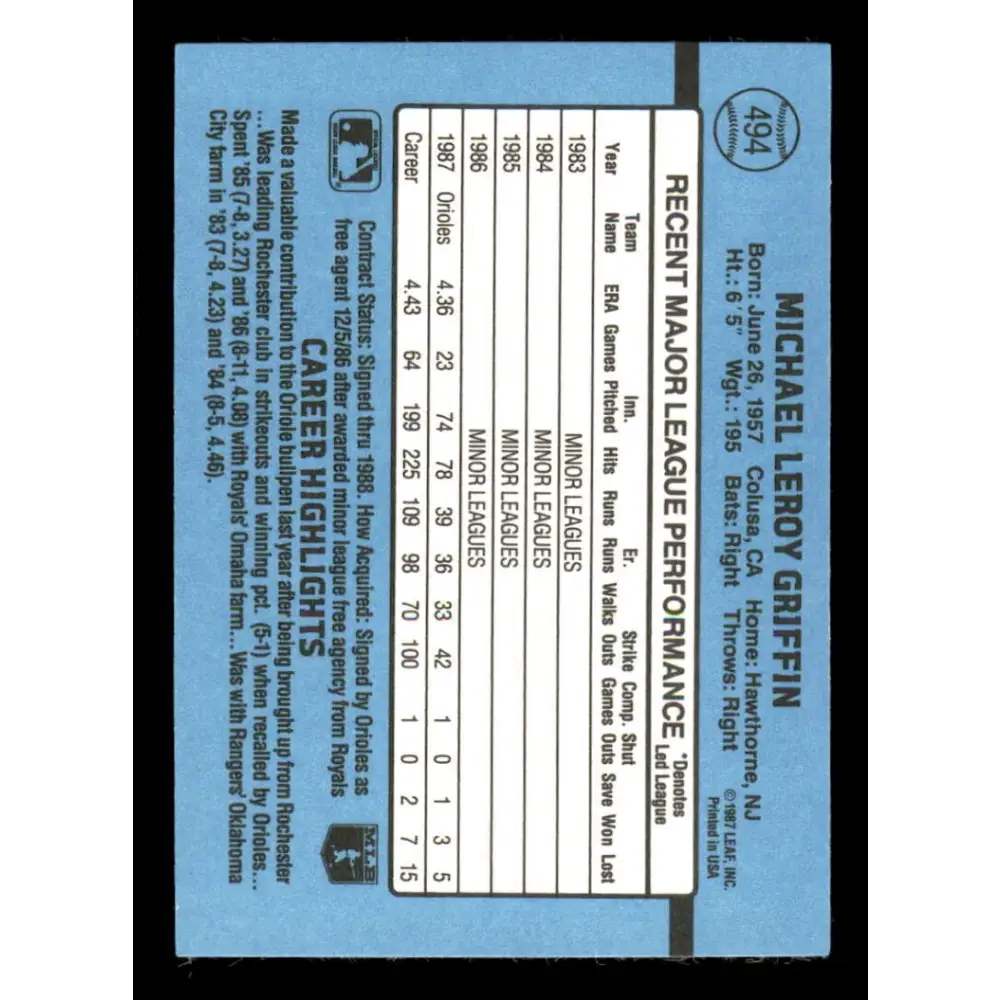 494
MICHAEL LEROY GRIFFIN
Born: June 26, 1957 Colusa, CA Home: Hawthorne, NJ
Ht.: 6'5" Wgt.: 195 Bats: Right Throws: Right
©1987 LEAF, INC.
Printed in USA
RECENT MAJOR LEAGUE PERFORMANCE *Denotes Led League
Year Team Name ERA Games Inn. Pitched Hits Runs Er. Runs Walks Strike Outs Comp. Games Shut Outs Save Won Lost
1983 MINOR LEAGUES
1984 MINOR LEAGUES
1985 MINOR LEAGUES
1986 MINOR LEAGUES
1987 Orioles 4.36 23 74 78 39 36 33 42 1 0 1 3 5
Career 4.43 64 199 225 109 98 70 100 1 0 2 7 15
Contract Status: Signed thru 1988. How Acquired: Signed by Orioles as
free agent 12/5/86 after awarded minor league free agency from Royals
MLB
CAREER HIGHLIGHTS
Made a valuable contribution to the Oriole bullpen last year after being brought up from Rochester
...Was leading Rochester club in strikeouts and winning pct. (5-1) when recalled by Orioles...
Spent '85 (7-8, 3.27) and '86 (8-11, 4.08) with Royals' Omaha farm... Was with Rangers' Oklahoma
City farm in '83 (7-8, 4.23) and '84 (8-5, 4.46).